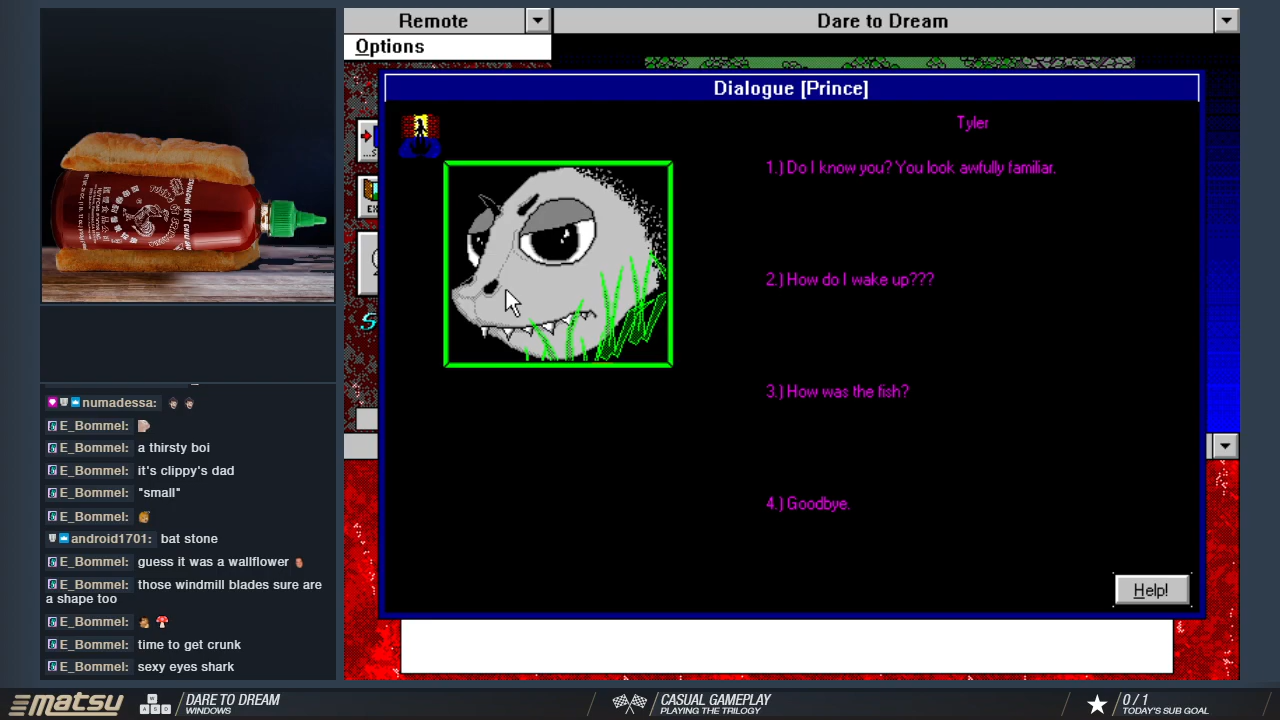 Remote
Dare to Dream
Options
Dialogue [Prince]
Tyler
1.) Do I know you? You look awfully familiar.
2.) How do I wake up???
3.) How was the fish?
4.) Goodbye.
Help!
numadessa:
E_Bommel:
E_Bommel: a thirsty boi
E_Bommel: it's clippy's dad
E_Bommel: "small"
E_Bommel:
android1701: bat stone
E_Bommel: guess it was a wallflower
E_Bommel: those windmill blades sure are
a shape too
E_Bommel:
E_Bommel: time to get crunk
E_Bommel: sexy eyes shark
matsu
W
A S D
DARE TO DREAM
WINDOWS
CASUAL GAMEPLAY
PLAYING THE TRILOGY
0 / 1
TODAY'S SUB GOAL